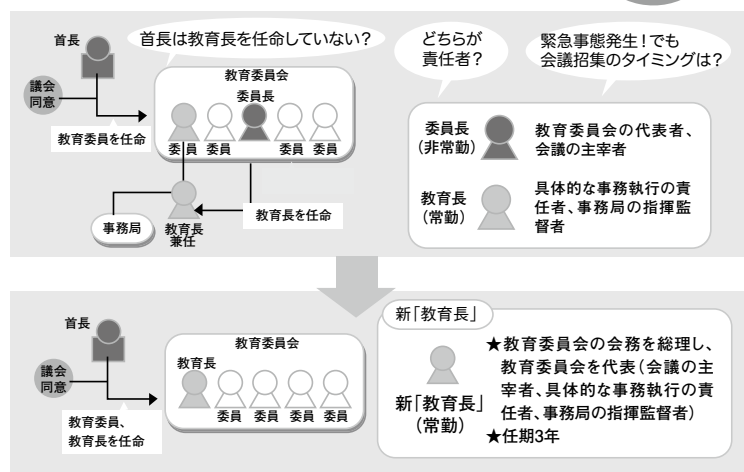 首長は教育長を任命していない？
どちらが
責任者？
緊急事態発生！でも
会議招集のタイミングは？
首長
議会
同意
教育委員を任命
教育委員会
委員長
委員 委員 委員 委員
教育長を任命
事務局
教育長
兼任
委員長
(非常勤)
教育委員会の代表者、
会議の主宰者
教育長
(常勤)
具体的な事務執行の責
任者、事務局の指揮監
督者
首長
議会
同意
教育委員、
教育長を任命
教育委員会
教育長
委員 委員 委員 委員
新「教育長」
新「教育長」
(常勤)
★教育委員会の会務を総理し、
教育委員会を代表(会議の主
宰者、具体的な事務執行の責
任者、事務局の指揮監督者)
★任期3年